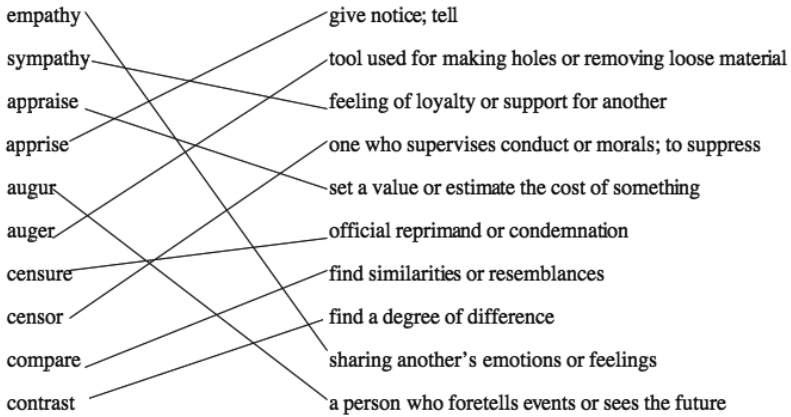 empathy give notice; tell
sympathy tool used for making holes or removing loose material
appraise feeling of loyalty or support for another
apprise one who supervises conduct or morals; to suppress
augur set a value or estimate the cost of something
auger official reprimand or condemnation
censure find similarities or resemblances
censor find a degree of difference
compare sharing another's emotions or feelings
contrast a person who foretells events or sees the future